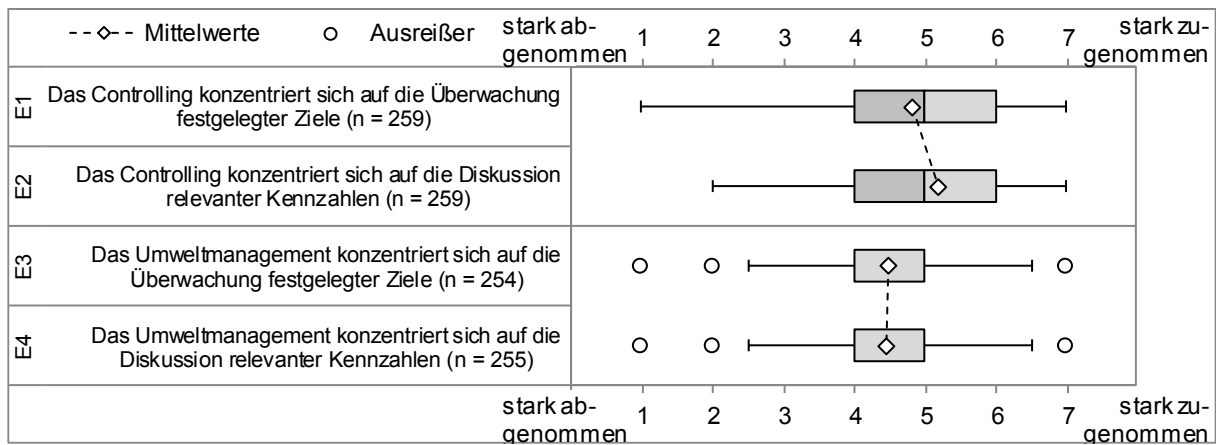 Mittelwerte Ausreißer
stark ab-
genommen 1 2 3 4 5 6 7 stark zu-
genommen
E1 Das Controlling konzentriert sich auf die Überwachung
festgelegter Ziele (n = 259)
E2 Das Controlling konzentriert sich auf die Diskussion
relevanter Kennzahlen (n = 259)
E3 Das Umweltmanagement konzentriert sich auf die
Überwachung festgelegter Ziele (n = 254)
E4 Das Umweltmanagement konzentriert sich auf die
Diskussion relevanter Kennzahlen (n = 255)
stark ab-
genommen 1 2 3 4 5 6 7 stark zu-
genommen